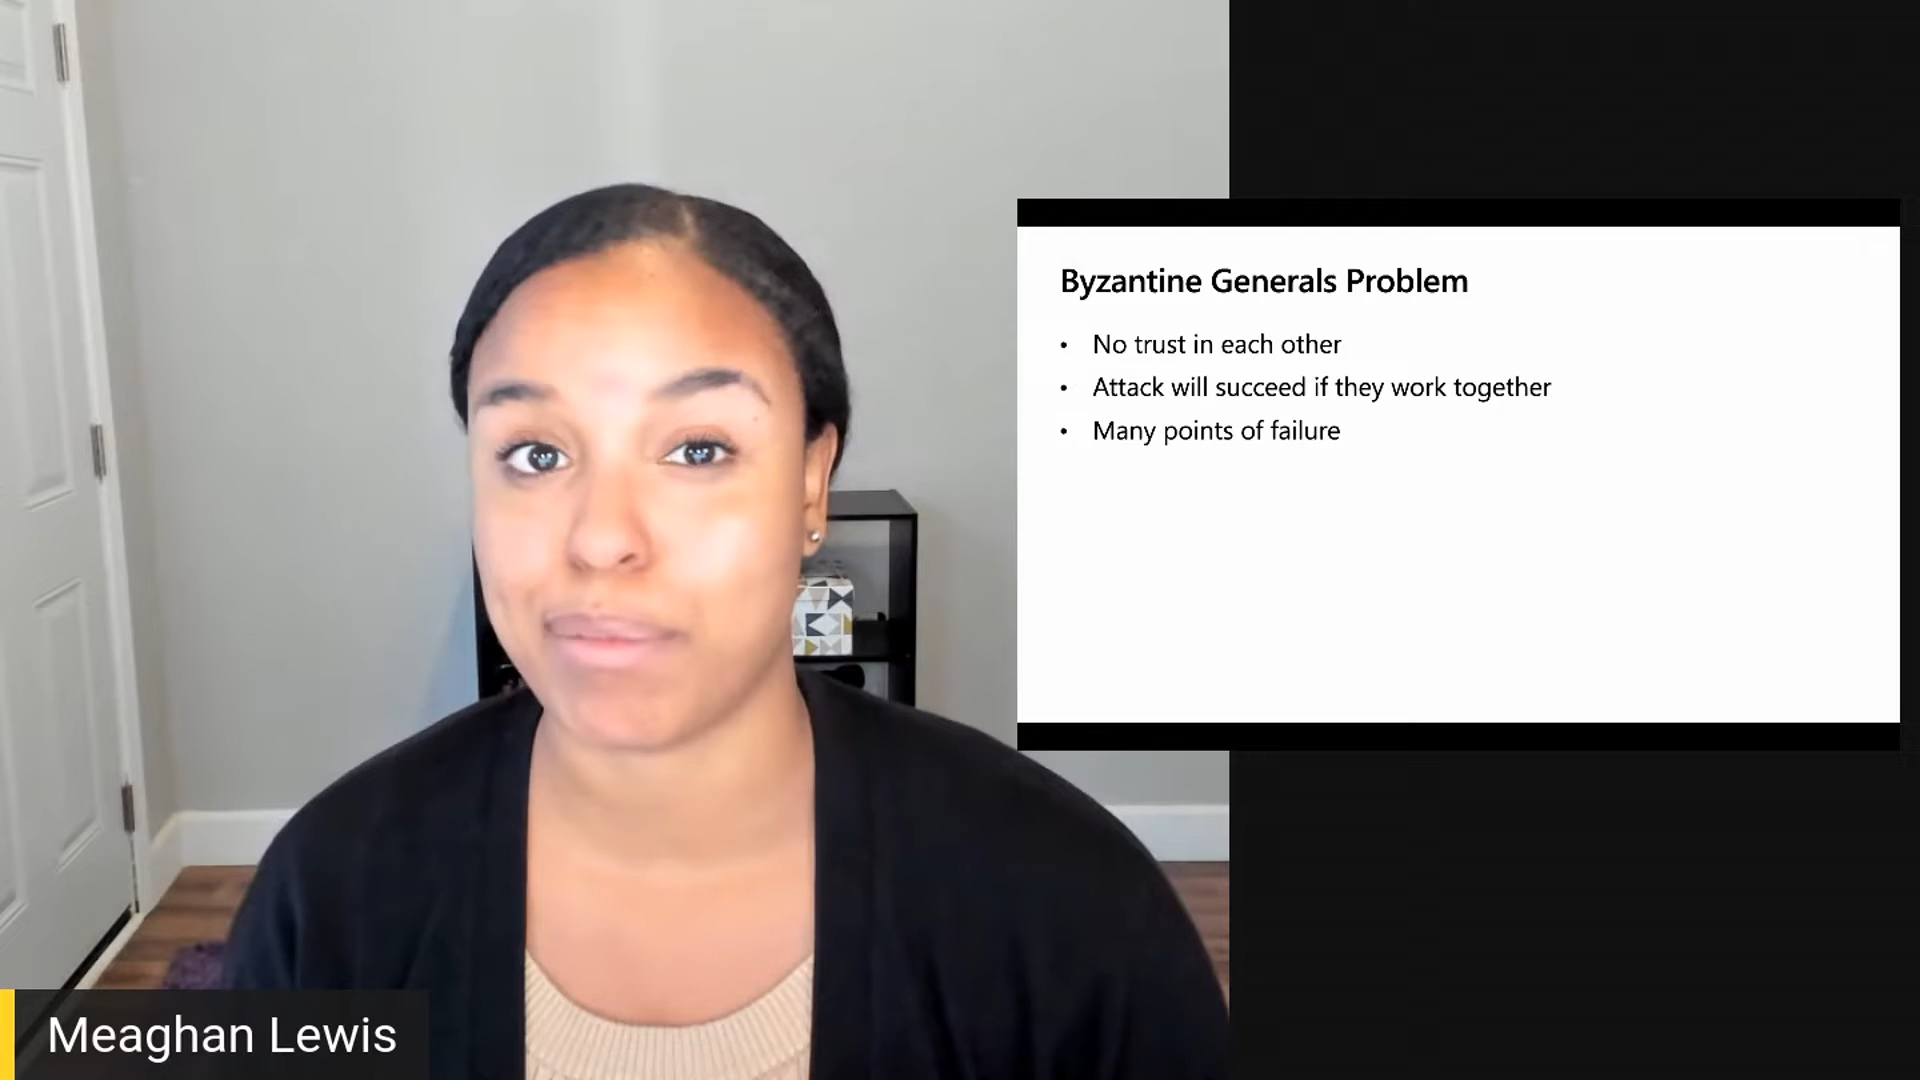 Byzantine Generals Problem
• No trust in each other
• Attack will succeed if they work together
• Many points of failure
Meaghan Lewis